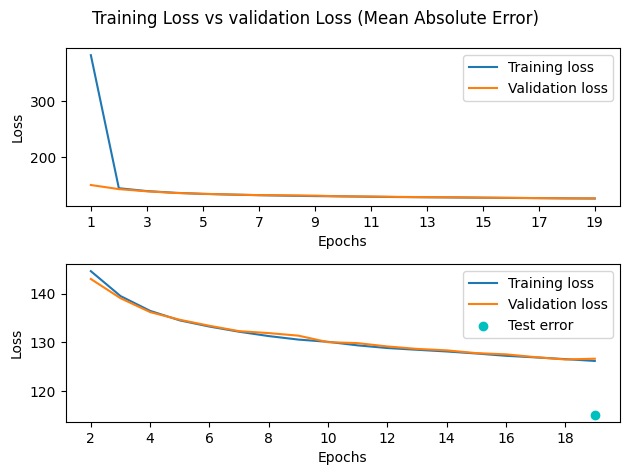 Training Loss vs validation Loss (Mean Absolute Error)
Training loss
Validation loss
300
200
Loss
1 3 5 7 9 11 13 15 17 19
Epochs
Training loss
Validation loss
Test error
140
130
120
Loss
2 4 6 8 10 12 14 16 18
Epochs